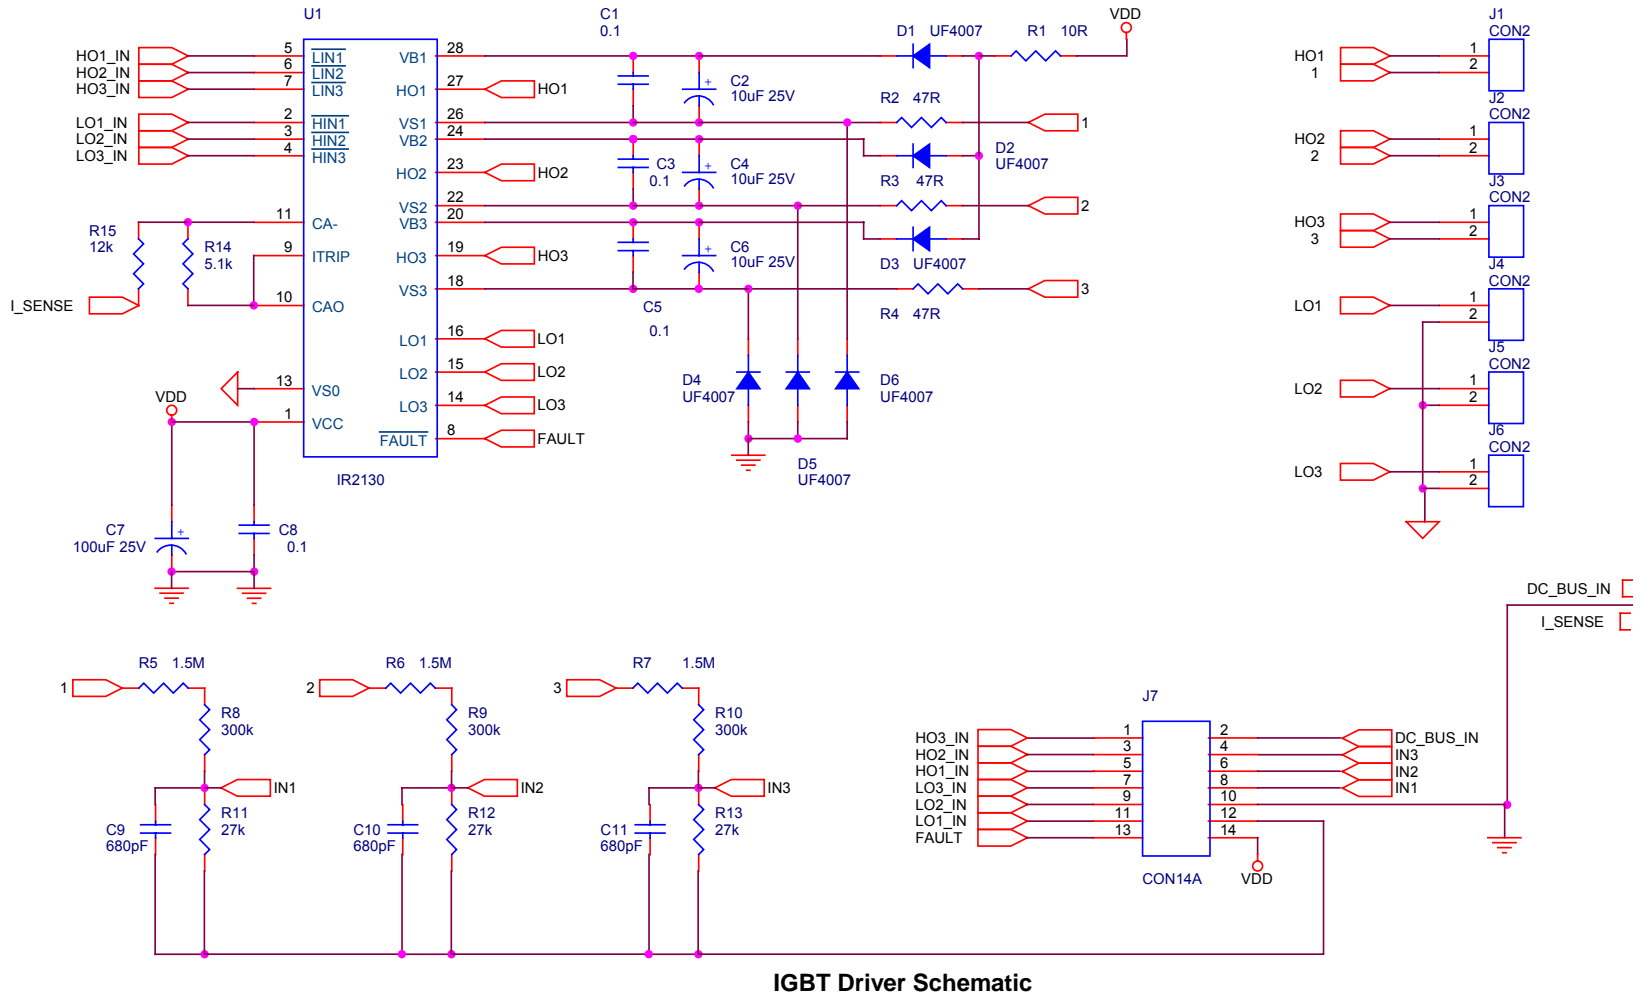 U1
C1
0.1
D1 UF4007
R1 10R
VDD
J1
CON2
HO1_IN 5 LIN1 VB1 28
HO2_IN 6 LIN2
HO3_IN 7 LIN3 HO1 27 HO1
C2
10uF 25V
HO1 1
1 2
R2 47R
J2
CON2
LO1_IN 2 HIN1 VS1 26 1
LO2_IN 3 HIN2 VB2 24
LO3_IN 4 HIN3
HO2 23 HO2
C3
0.1
C4
10uF 25V
D2
UF4007
R3 47R
HO2 1
2 2
J3
CON2
VS2 22 2
11 CA- VB3 20
R15
12k
R14
5.1k
9 ITRIP HO3 19 HO3
C6
10uF 25V
D3 UF4007
HO3 1
3 2
J4
CON2
VS3 18 3
I_SENSE 10 CAO
C5
0.1
R4 47R
LO1 1
2
J5
CON2
LO1 16 LO1
LO2 15 LO2
13 VS0
D4
UF4007
D6
UF4007
LO2 1
2
J6
CON2
VDD
1 VCC LO3 14 LO3
FAULT 8 FAULT
D5
UF4007
LO3 1
2
IR2130
C7
100uF 25V
C8
0.1
DC_BUS_IN
I_SENSE
R5 1.5M
R6 1.5M
R7 1.5M
1
2
3
R8
300k
R9
300k
R10
300k
IN1
IN2
IN3
C9
680pF
R11
27k
C10
680pF
R12
27k
C11
680pF
R13
27k
J7
HO3_IN 1 2 DC_BUS_IN
HO2_IN 3 4 IN3
HO1_IN 5 6 IN2
LO3_IN 7 8 IN1
LO2_IN 9 10
LO1_IN 11 12
FAULT 13 14
CON14A
VDD
IGBT Driver Schematic